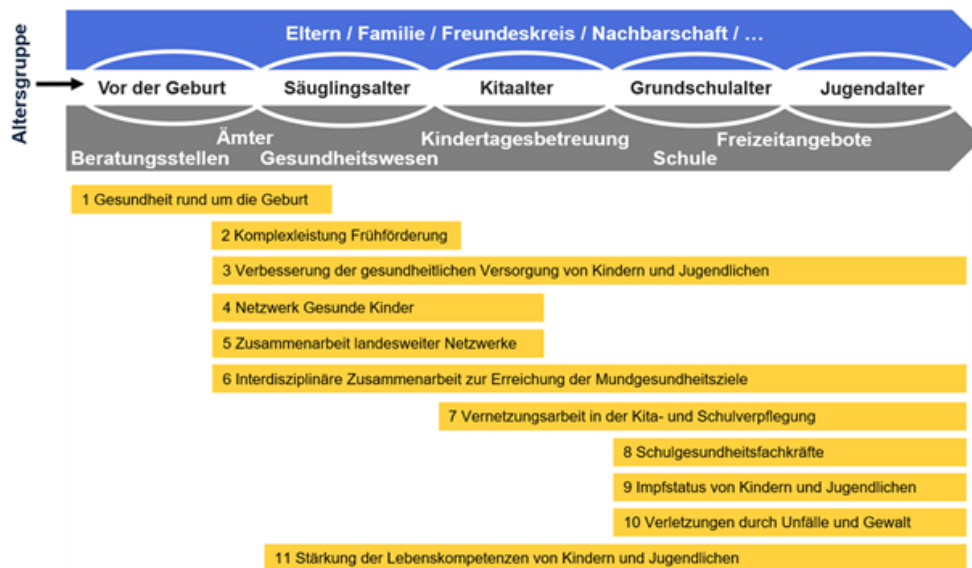 Eltern / Familie / Freundeskreis / Nachbarschaft / ...
Altersgruppe
Vor der Geburt Säuglingsalter Kitaalter Grundschulalter Jugendalter
Ämter Kindertagesbetreuung Freizeitangebote
Beratungsstellen Gesundheitswesen Schule
1 Gesundheit rund um die Geburt
2 Komplexleistung Frühförderung
3 Verbesserung der gesundheitlichen Versorgung von Kindern und Jugendlichen
4 Netzwerk Gesunde Kinder
5 Zusammenarbeit landesweiter Netzwerke
6 Interdisziplinäre Zusammenarbeit zur Erreichung der Mundgesundheitsziele
7 Vernetzungsarbeit in der Kita- und Schulverpflegung
8 Schulgesundheitsfachkräfte
9 Impfstatus von Kindern und Jugendlichen
10 Verletzungen durch Unfälle und Gewalt
11 Stärkung der Lebenskompetenzen von Kindern und Jugendlichen